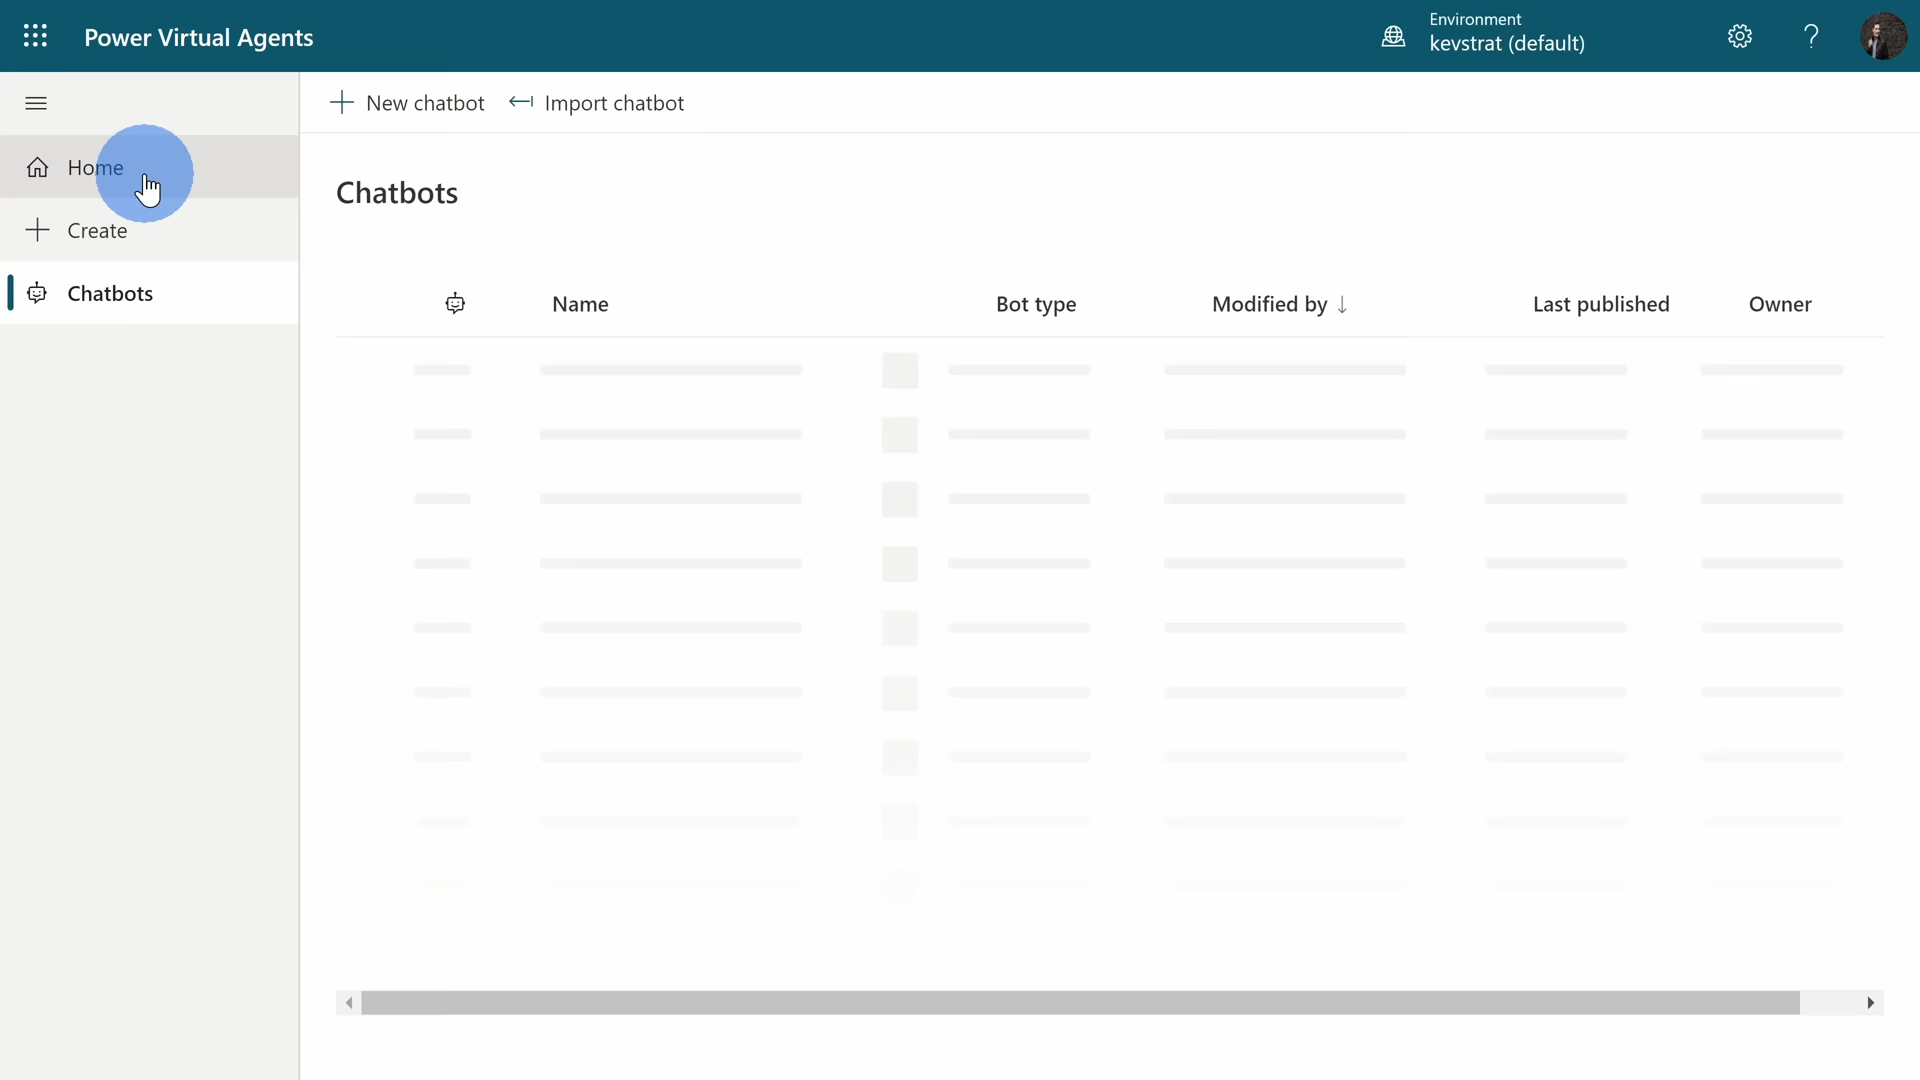 Power Virtual Agents
Environment
kevstrat (default)
New chatbot
Import chatbot
Home
Create
Chatbots
Chatbots
Name
Bot type
Modified by
Last published
Owner